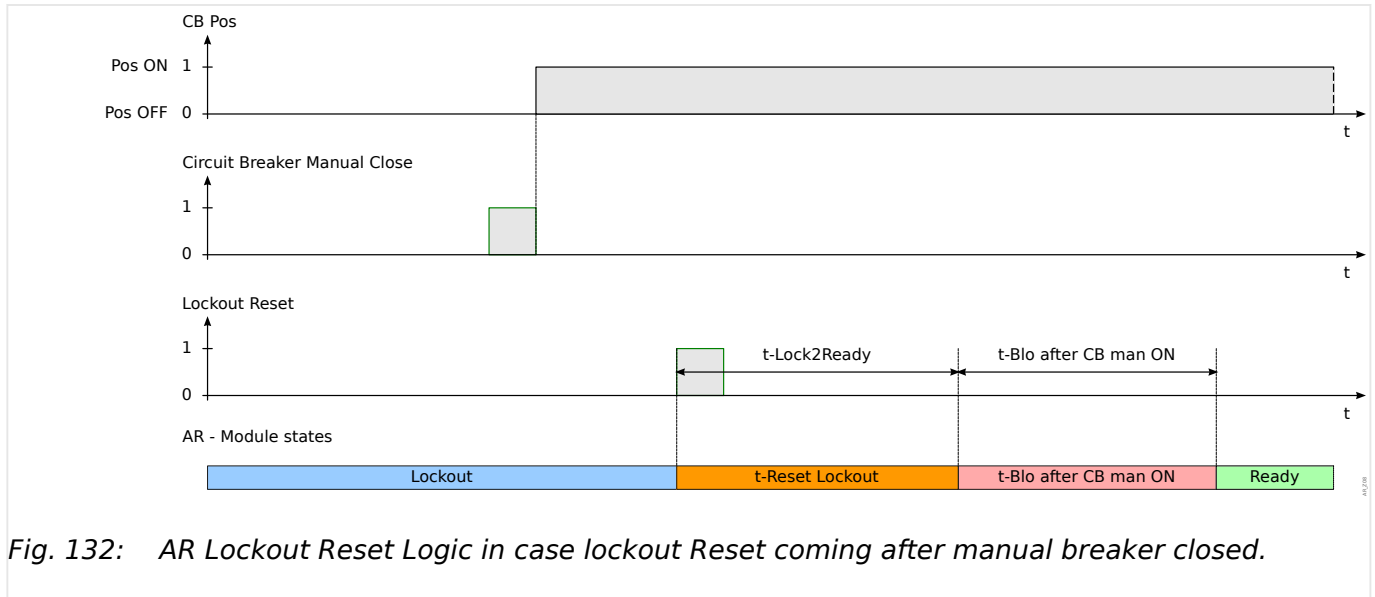 CB Pos
Pos ON 1
Pos OFF 0
t
Circuit Breaker Manual Close
1
0
t
Lockout Reset
1 t-Lock2Ready t-Blo after CB man ON
0
t
AR - Module states
Lockout t-Reset Lockout t-Blo after CB man ON Ready
AR_Z08
Fig. 132: AR Lockout Reset Logic in case lockout Reset coming after manual breaker closed.